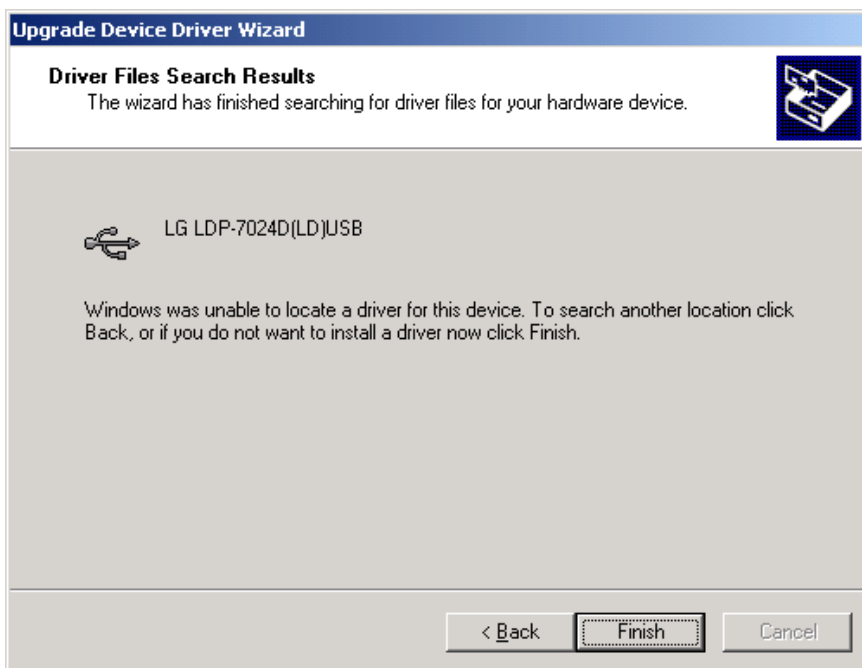 Upgrade Device Driver Wizard
Driver Files Search Results
The wizard has finished searching for driver files for your hardware device.
LG LDP-7024D(LD)USB
Windows was unable to locate a driver for this device. To search another location click
Back, or if you do not want to install a driver now click Finish.
< Back Finish Cancel